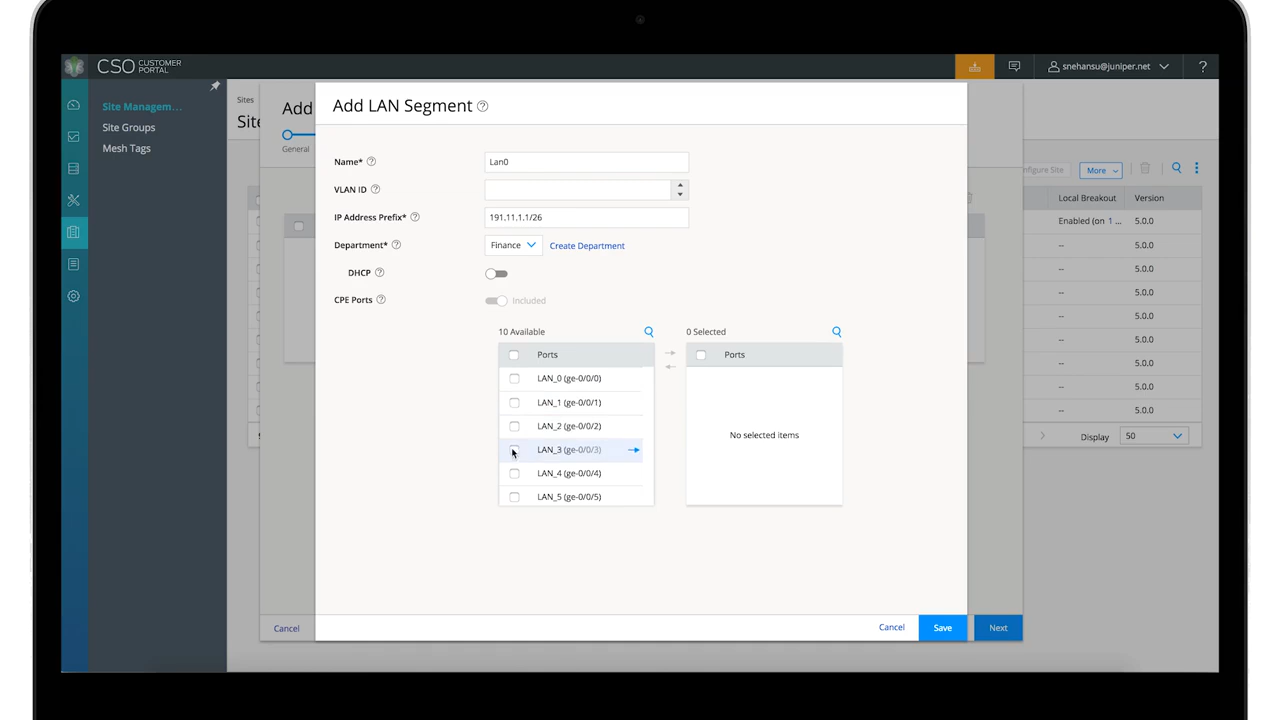 CSO CUSTOMER PORTAL
snehansu@juniper.net
?
Site Managem...
Site Groups
Mesh Tags
Sites
Site
Add
General
Add LAN Segment ?
Name* ?
Lan0
VLAN ID ?
IP Address Prefix* ?
191.11.1.1/26
Department* ?
Finance
Create Department
DHCP ?
CPE Ports ?
Included
10 Available
0 Selected
Ports
Ports
LAN_0 (ge-0/0/0)
LAN_1 (ge-0/0/1)
LAN_2 (ge-0/0/2)
LAN_3 (ge-0/0/3)
LAN_4 (ge-0/0/4)
LAN_5 (ge-0/0/5)
No selected items
Cancel
Save
Cancel
Next
nfigure Site
More
Local Breakout
Version
Enabled (on 1 ...
5.0.0
--
5.0.0
--
5.0.0
--
5.0.0
--
5.0.0
--
5.0.0
--
5.0.0
--
5.0.0
--
5.0.0
Display
50